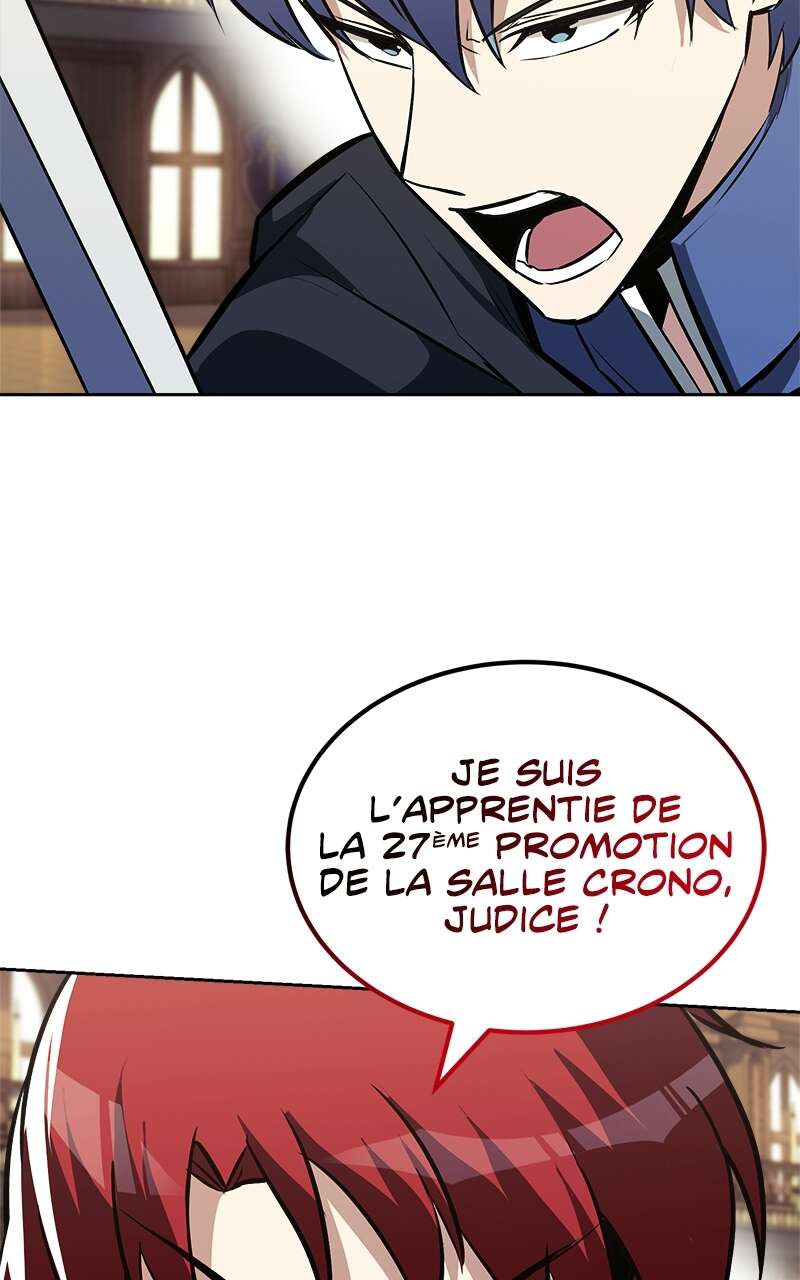 JE SUIS
L'APPRENTIE DE
LA 27ÈME PROMOTION
DE LA SALLE CRONO,
JUDICE !